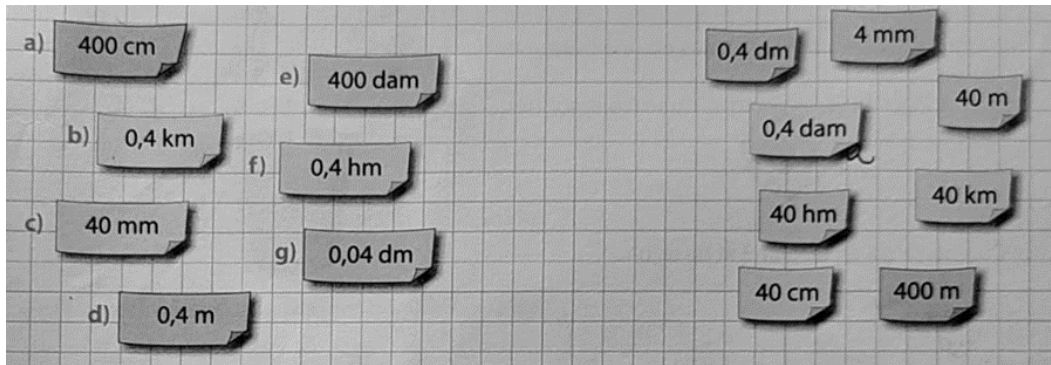 a) 400 cm
b) 0,4 km
c) 40 mm
d) 0,4 m
e) 400 dam
f) 0,4 hm
g) 0,04 dm
0,4 dm
4 mm
40 m
0,4 dam
a
40 hm
40 km
40 cm
400 m